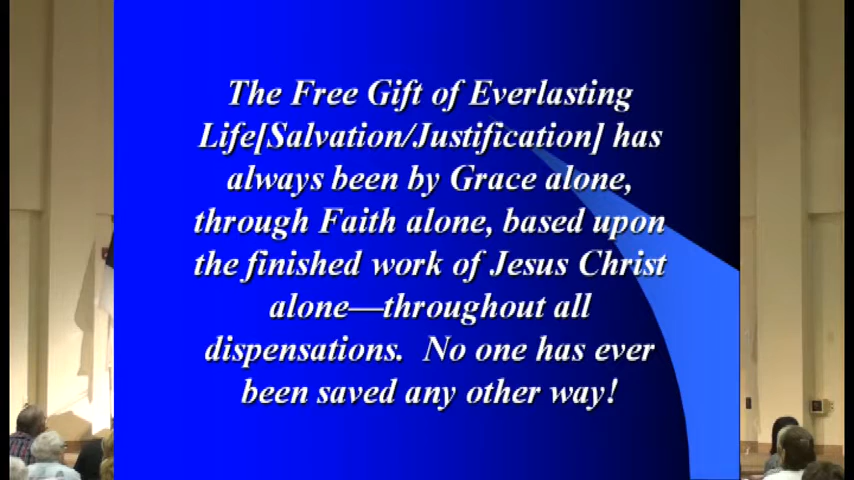 The Free Gift of Everlasting
Life[Salvation/Justification] has
always been by Grace alone,
through Faith alone, based upon
the finished work of Jesus Christ
alone—throughout all
dispensations.  No one has ever
been saved any other way!